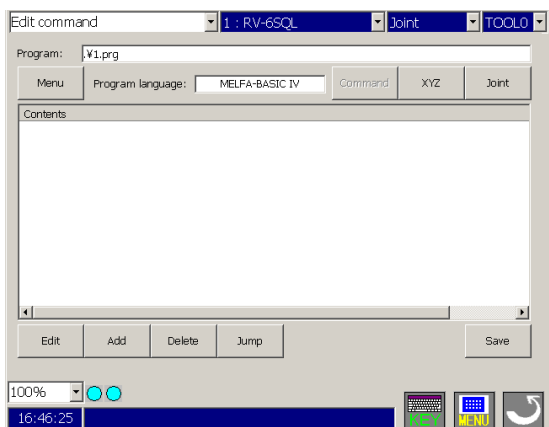 Edit command 1 : RV-6SQL Joint TOOL0
Program: .¥1.prg
Menu Program language: MELFA-BASIC IV Command XYZ Joint
Contents
Edit Add Delete Jump Save
100%
16:46:25 KEY MENU